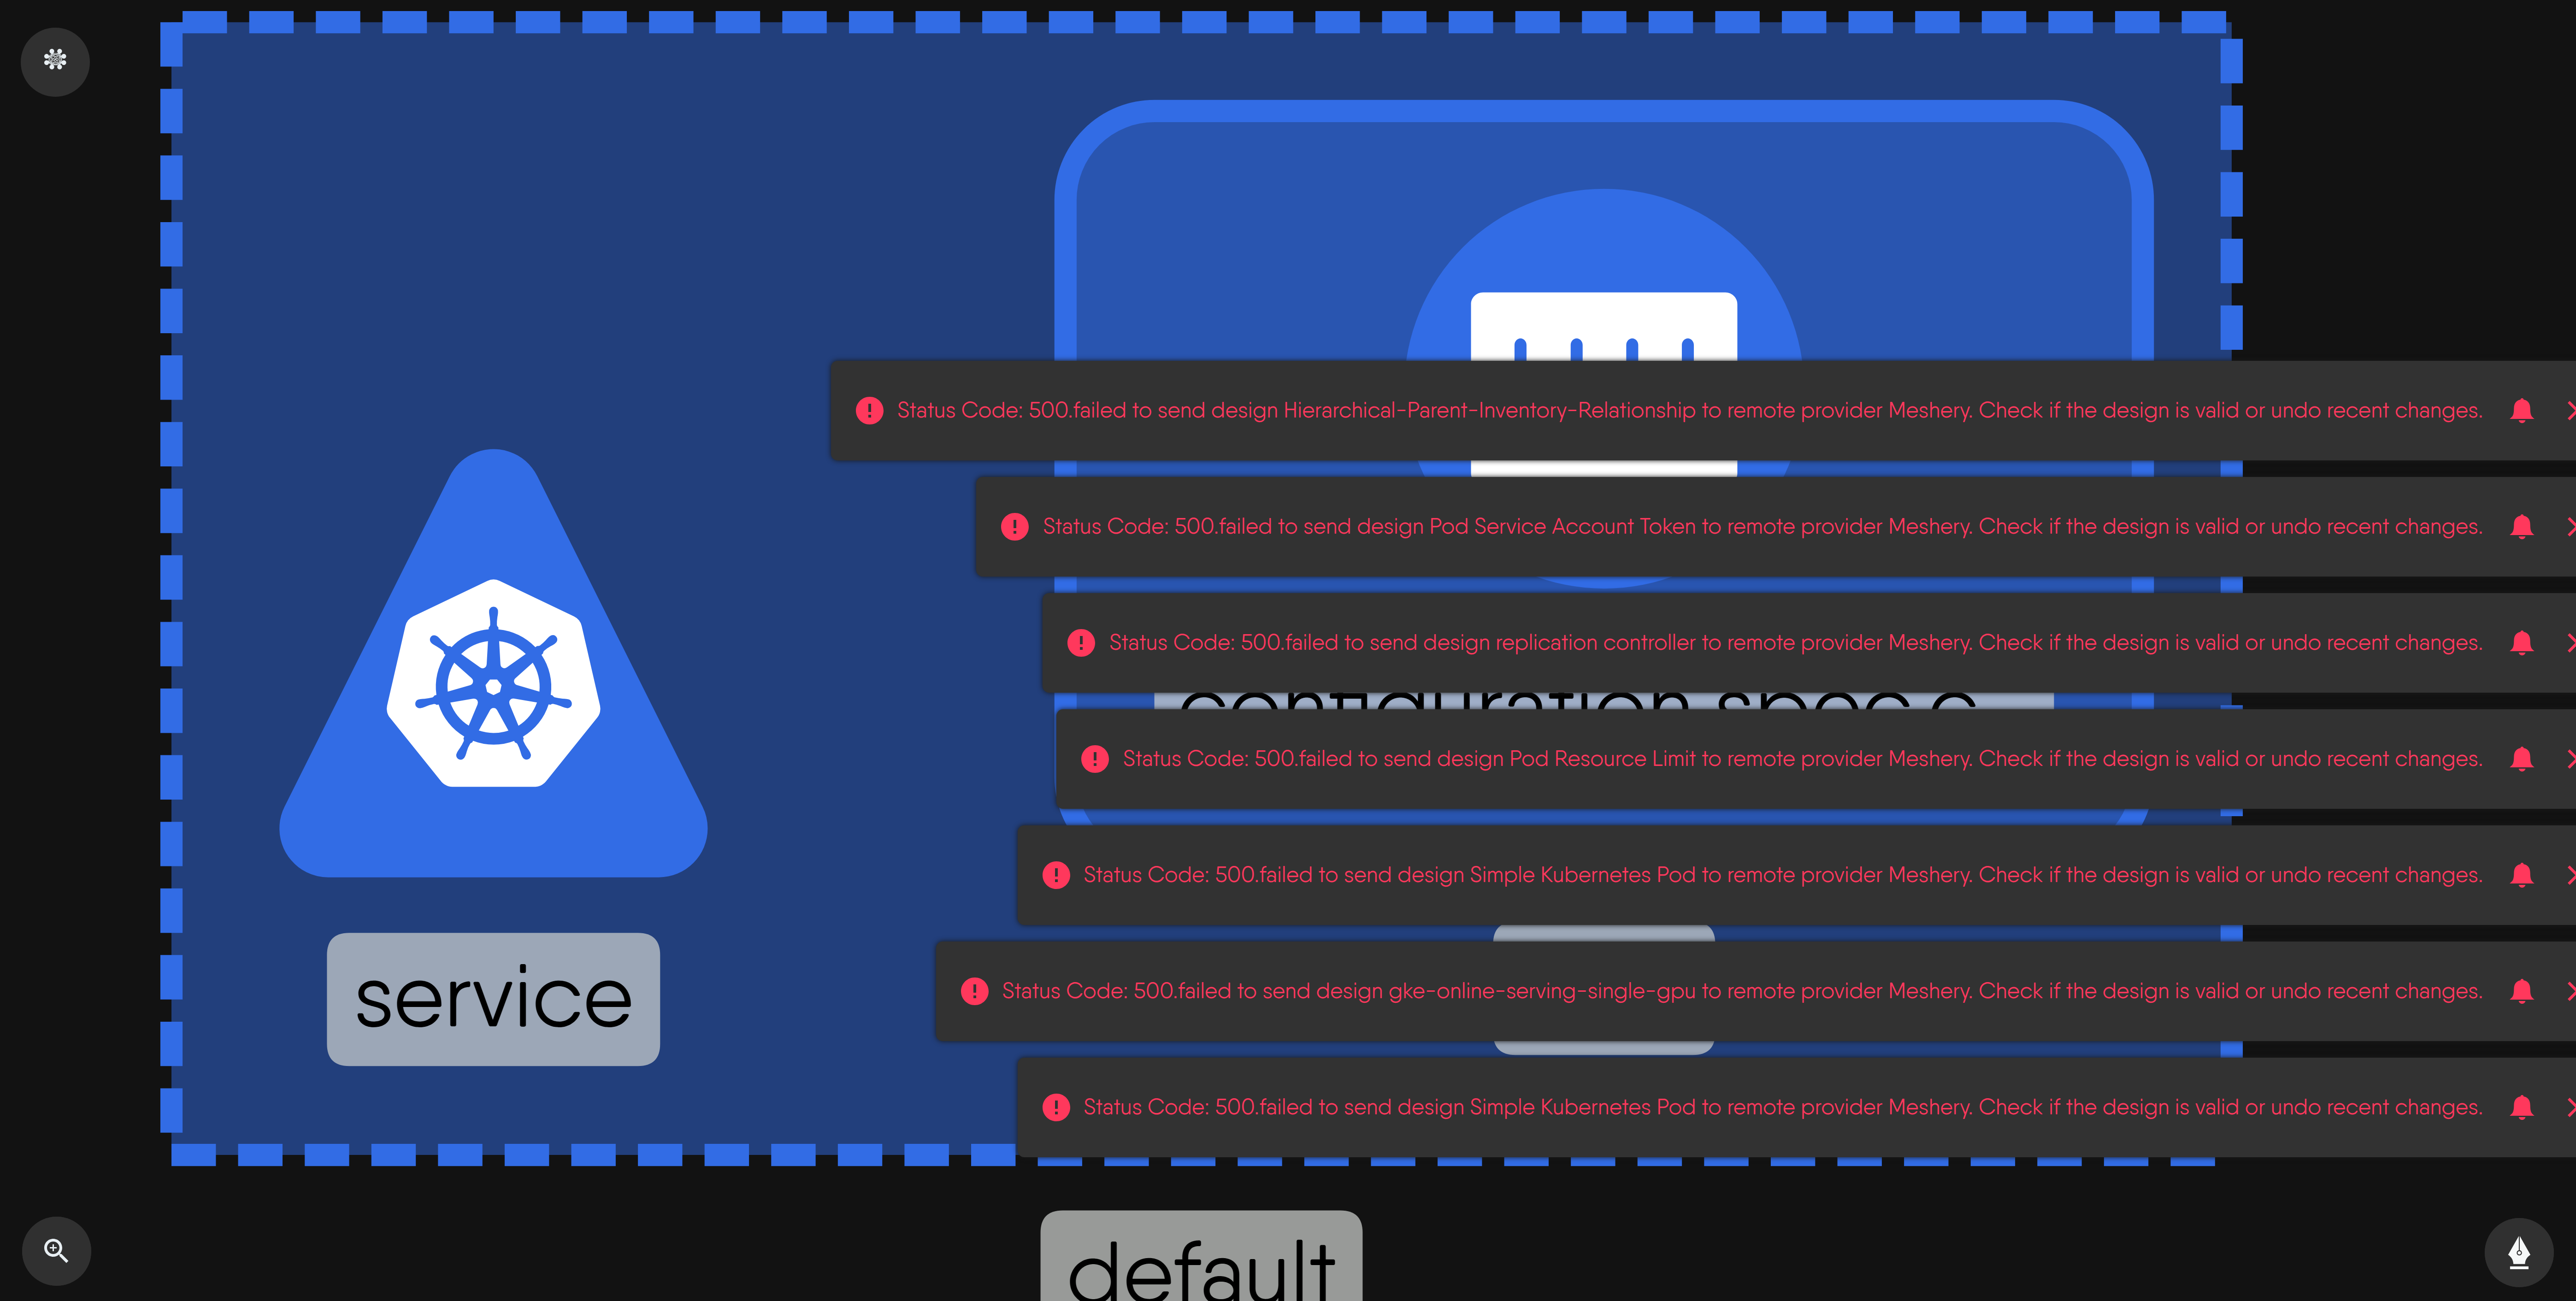 Status Code: 500.failed to send design Hierarchical-Parent-Inventory-Relationship to remote provider Meshery. Check if the design is valid or undo recent changes.
Status Code: 500.failed to send design Pod Service Account Token to remote provider Meshery. Check if the design is valid or undo recent changes.
Status Code: 500.failed to send design replication controller to remote provider Meshery. Check if the design is valid or undo recent changes.
Status Code: 500.failed to send design Pod Resource Limit to remote provider Meshery. Check if the design is valid or undo recent changes.
Status Code: 500.failed to send design Simple Kubernetes Pod to remote provider Meshery. Check if the design is valid or undo recent changes.
Status Code: 500.failed to send design gke-online-serving-single-gpu to remote provider Meshery. Check if the design is valid or undo recent changes.
service
Status Code: 500.failed to send design Simple Kubernetes Pod to remote provider Meshery. Check if the design is valid or undo recent changes.
default